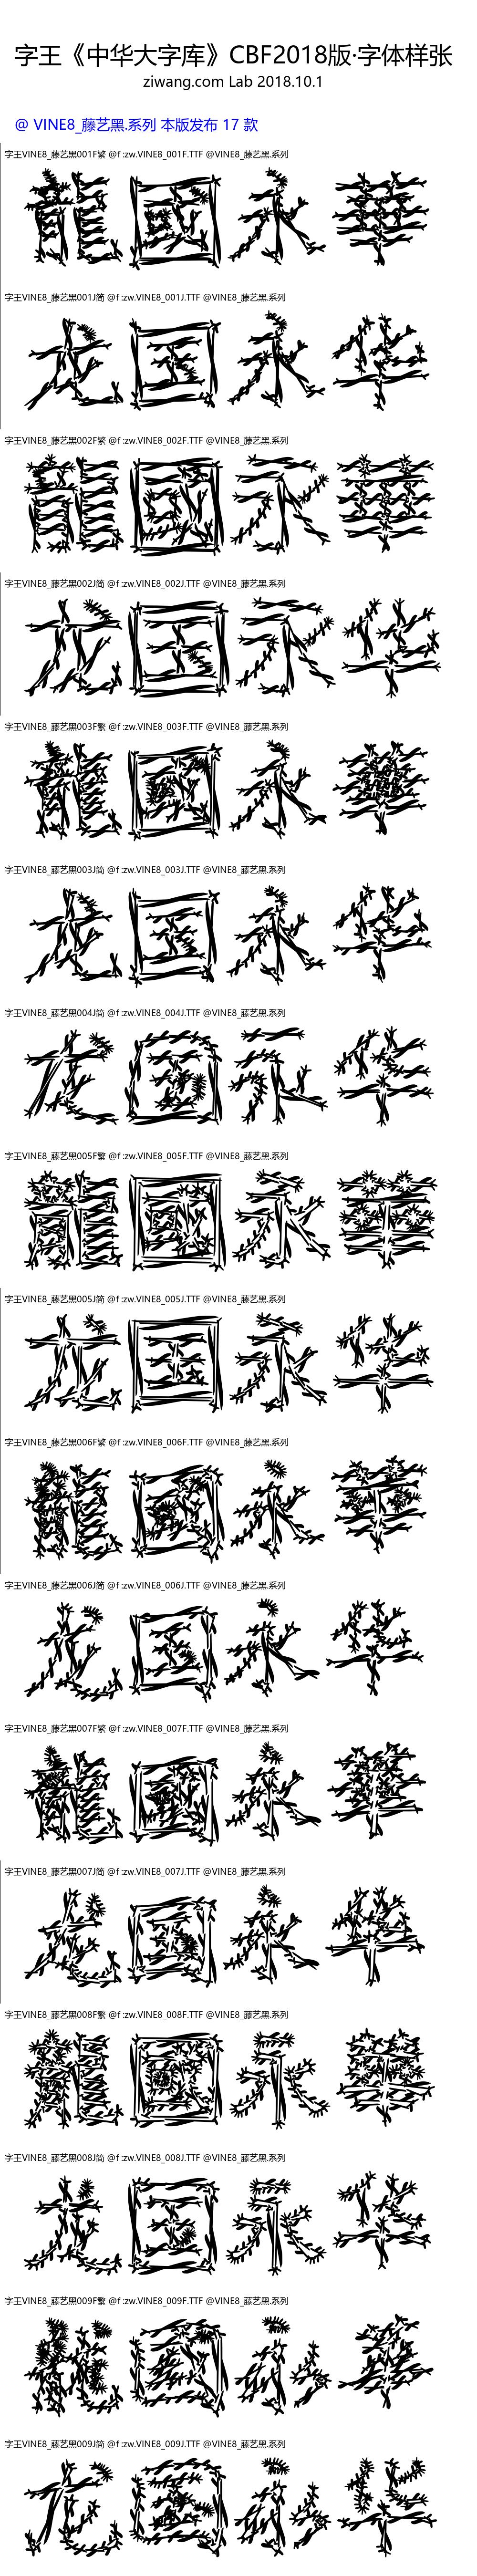 字王《中华大字库》CBF2018版·字体样张
ziwang.com Lab 2018.10.1
@ VINE8_藤艺黑.系列 本版发布 17 款
字王VINE8_藤艺黑001F繁 @f :zw.VINE8_001F.TTF @VINE8_藤艺黑.系列
龍國永華
字王VINE8_藤艺黑001J简 @f :zw.VINE8_001J.TTF @VINE8_藤艺黑.系列
龙国永华
字王VINE8_藤艺黑002F繁 @f :zw.VINE8_002F.TTF @VINE8_藤艺黑.系列
龍國永華
字王VINE8_藤艺黑002J简 @f :zw.VINE8_002J.TTF @VINE8_藤艺黑.系列
龙国永华
字王VINE8_藤艺黑003F繁 @f :zw.VINE8_003F.TTF @VINE8_藤艺黑.系列
龍國永華
字王VINE8_藤艺黑003J简 @f :zw.VINE8_003J.TTF @VINE8_藤艺黑.系列
龙国永华
字王VINE8_藤艺黑004J简 @f :zw.VINE8_004J.TTF @VINE8_藤艺黑.系列
龙国永华
字王VINE8_藤艺黑005F繁 @f :zw.VINE8_005F.TTF @VINE8_藤艺黑.系列
龍國永華
字王VINE8_藤艺黑005J简 @f :zw.VINE8_005J.TTF @VINE8_藤艺黑.系列
龙国永华
字王VINE8_藤艺黑006F繁 @f :zw.VINE8_006F.TTF @VINE8_藤艺黑.系列
龍國永華
字王VINE8_藤艺黑006J简 @f :zw.VINE8_006J.TTF @VINE8_藤艺黑.系列
龙国永华
字王VINE8_藤艺黑007F繁 @f :zw.VINE8_007F.TTF @VINE8_藤艺黑.系列
龍國永華
字王VINE8_藤艺黑007J简 @f :zw.VINE8_007J.TTF @VINE8_藤艺黑.系列
龙国永华
字王VINE8_藤艺黑008F繁 @f :zw.VINE8_008F.TTF @VINE8_藤艺黑.系列
龍國永華
字王VINE8_藤艺黑008J简 @f :zw.VINE8_008J.TTF @VINE8_藤艺黑.系列
龙国永华
字王VINE8_藤艺黑009F繁 @f :zw.VINE8_009F.TTF @VINE8_藤艺黑.系列
龍國永華
字王VINE8_藤艺黑009J简 @f :zw.VINE8_009J.TTF @VINE8_藤艺黑.系列
龙国永华